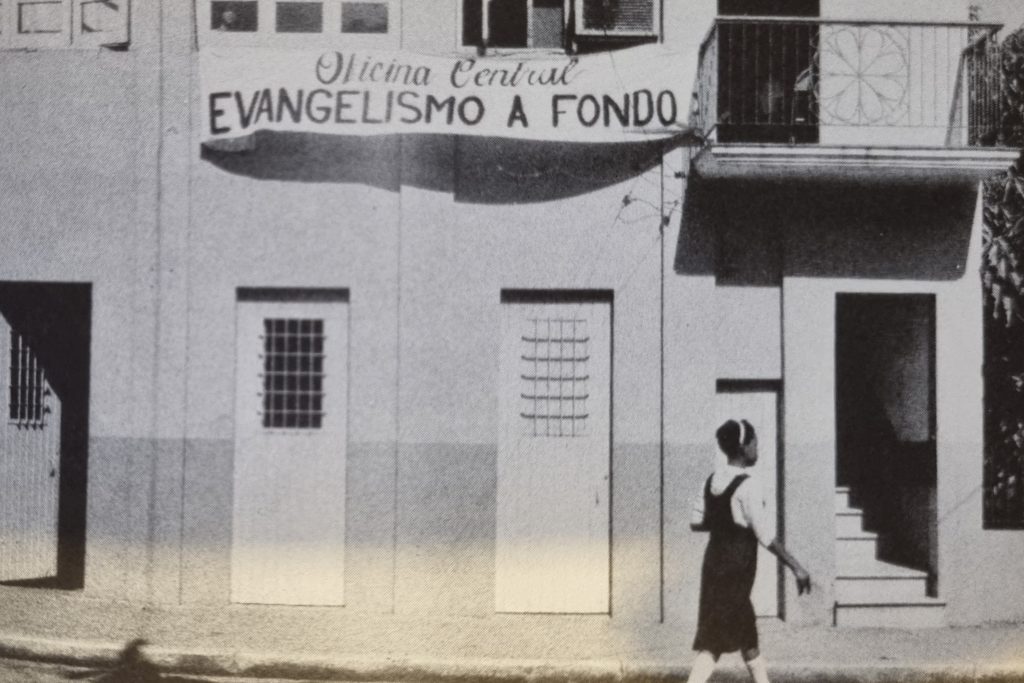 Oficina Central
EVANGELISMO A FONDO